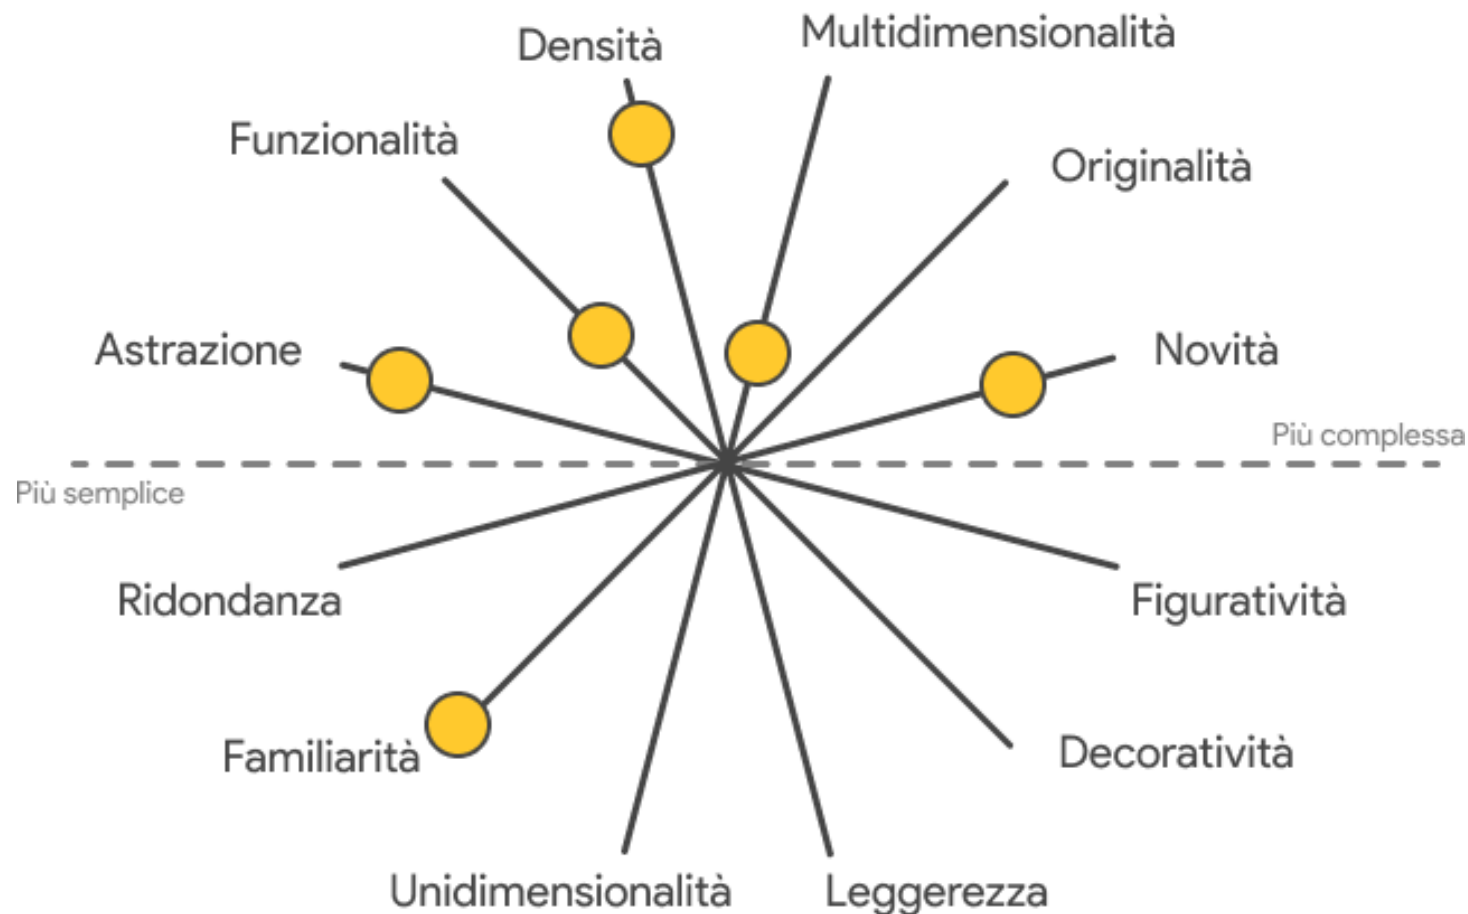 Densità
Multidimensionalità
Funzionalità
Originalità
Astrazione
Novità
Più complessa
Più semplice
Ridondanza
Figuratività
Familiarità
Decoratività
Unidimensionalità
Leggerezza